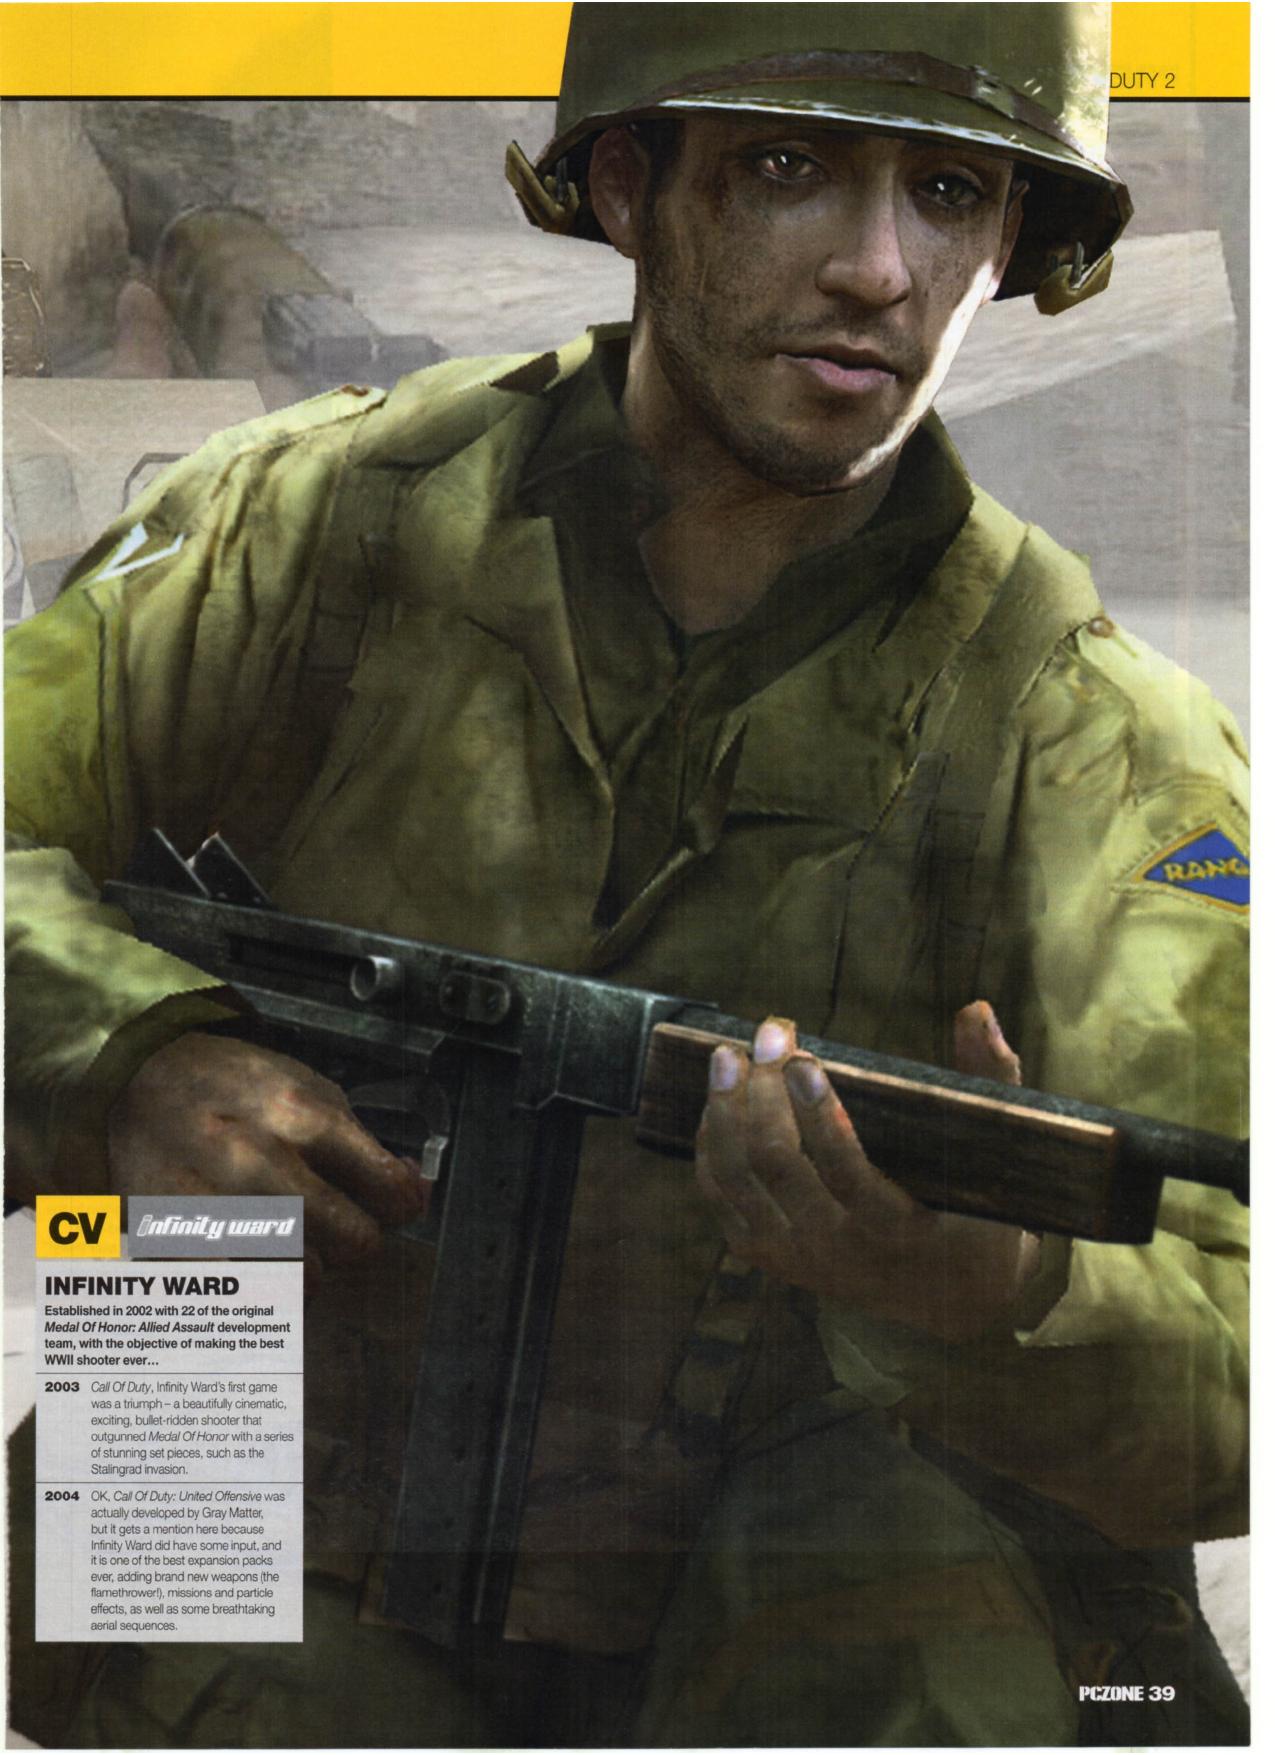 DUTY 2
RANG
CV
infinity ward
INFINITY WARD
Established in 2002 with 22 of the original
Medal Of Honor: Allied Assault development
team, with the objective of making the best
WWII shooter ever...
2003 Call Of Duty, Infinity Ward's first game
was a triumph – a beautifully cinematic,
exciting, bullet-ridden shooter that
outgunned Medal Of Honor with a series
of stunning set pieces, such as the
Stalingrad invasion.
2004 OK, Call Of Duty: United Offensive was
actually developed by Gray Matter,
but it gets a mention here because
Infinity Ward did have some input, and
it is one of the best expansion packs
ever, adding brand new weapons (the
flamethrower!), missions and particle
effects, as well as some breathtaking
aerial sequences.
PCZONE 39